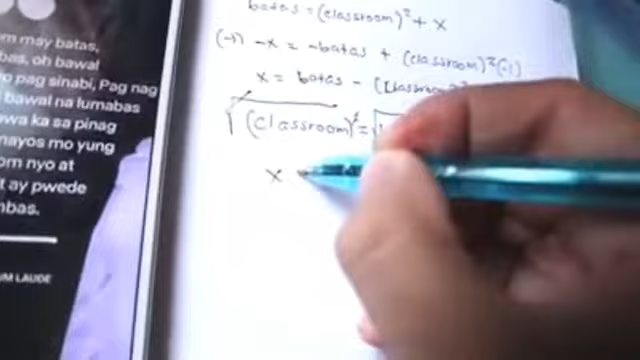 om may batas,
bas, oh bawal
o pag sinabi, Pag nag
bawal na lumabas
wa ka sa pinag
mayos mo yung
om nyo at
t ay pwede
mbas.
UM LAUDE
batas = (classroom)² + x
(-1) -x = -batas + (classroom)² (-1)
x = batas - (classroom)²
√(classroom)² = √
x